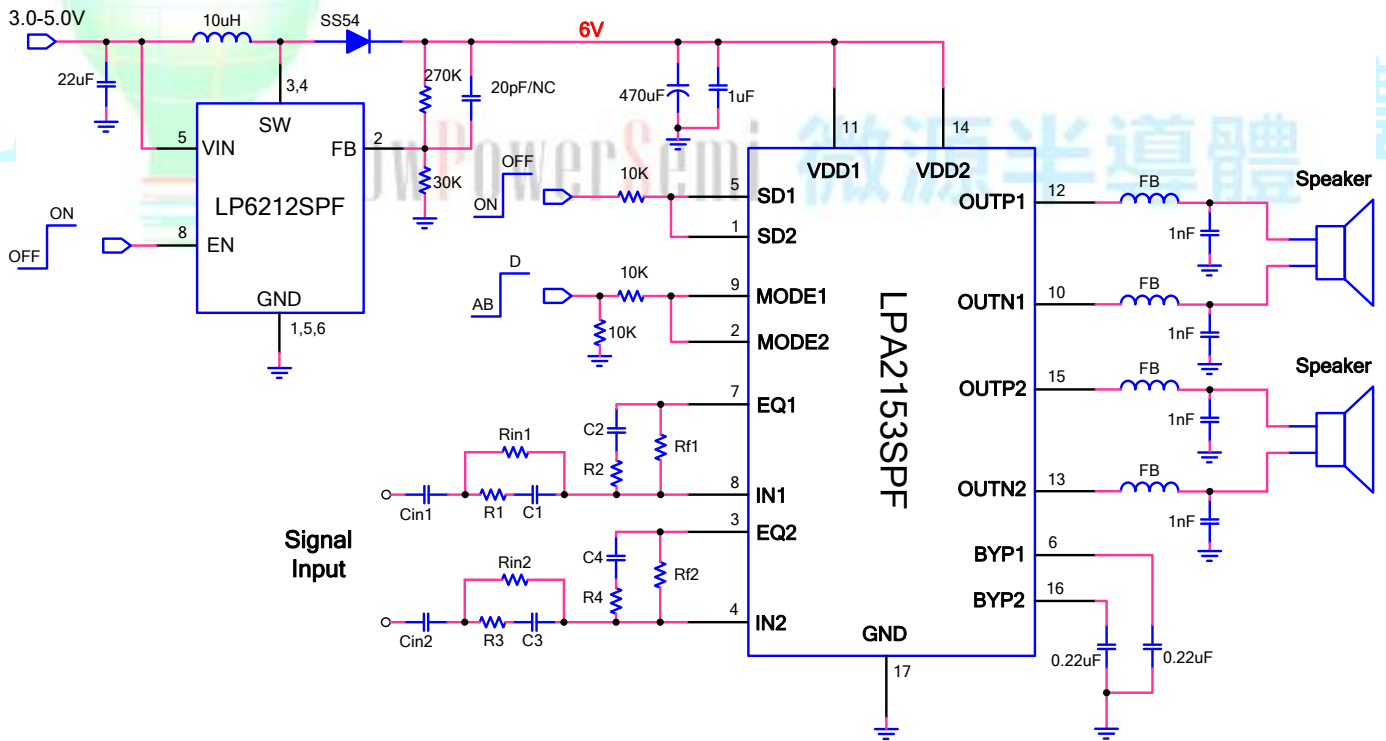 3.0-5.0V
10uH
SS54
6V
22uF
3,4
270K
20pF/NC
470uF
1uF
SW
5
VIN
FB
2
30K
LP6212SPF
ON
OFF
8
EN
GND
1,5,6
owPowerSemi 微源半導體
OFF
ON
10K
5
SD1
1
SD2
D
AB
10K
10K
9
MODE1
2
MODE2
11
VDD1
14
VDD2
LPA2153SPF
OUTP1
12
FB
1nF
Speaker
OUTN1
10
FB
1nF
OUTP2
15
FB
1nF
Speaker
OUTN2
13
FB
1nF
BYP1
6
BYP2
16
0.22uF
0.22uF
7
EQ1
C2
R2
Rf1
Rin1
Cin1
R1
C1
8
IN1
Signal
Input
3
EQ2
C4
R4
Rf2
Rin2
Cin2
R3
C3
4
IN2
GND
17